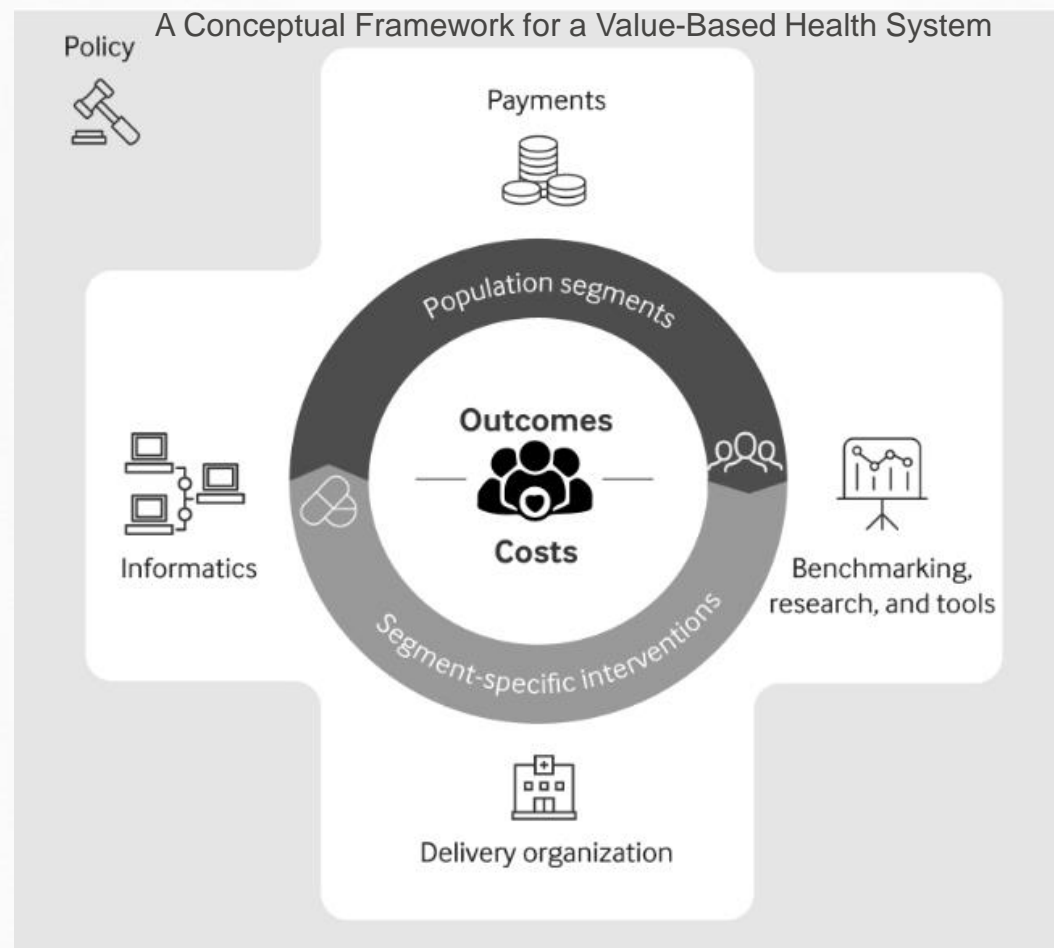 A Conceptual Framework for a Value-Based Health System
Policy
Payments
Population segments
Outcomes
Costs
Informatics
Benchmarking,
research, and tools
Segment-specific interventions
Delivery organization